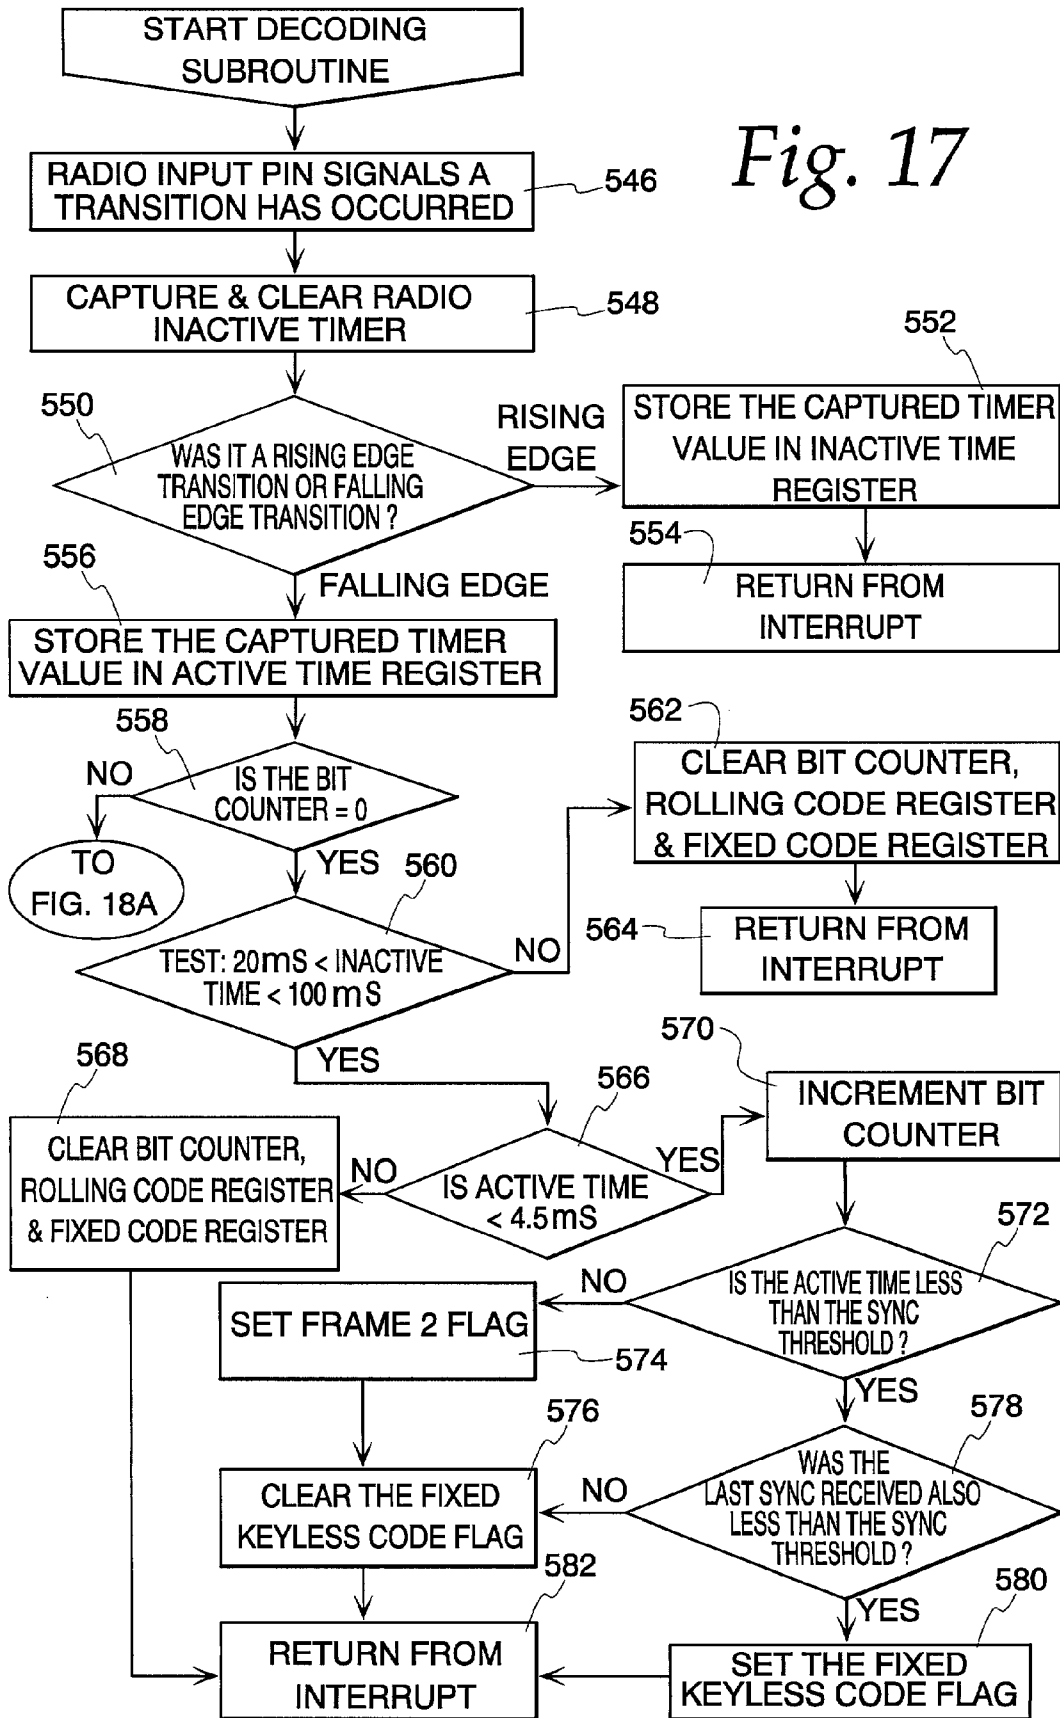 START DECODING
SUBROUTINE
Fig. 17
RADIO INPUT PIN SIGNALS A
TRANSITION HAS OCCURRED
546
CAPTURE & CLEAR RADIO
INACTIVE TIMER
548
550
WAS IT A RISING EDGE
TRANSITION OR FALLING
EDGE TRANSITION ?
RISING
EDGE
552
STORE THE CAPTURED TIMER
VALUE IN INACTIVE TIME
REGISTER
554
RETURN FROM
INTERRUPT
FALLING EDGE
556
STORE THE CAPTURED TIMER
VALUE IN ACTIVE TIME REGISTER
558
IS THE BIT
COUNTER = 0
NO
TO
FIG. 18A
YES
560
TEST: 20mS < INACTIVE
TIME < 100mS
NO
562
CLEAR BIT COUNTER,
ROLLING CODE REGISTER
& FIXED CODE REGISTER
564
RETURN FROM
INTERRUPT
YES
566
IS ACTIVE TIME
< 4.5mS
NO
568
CLEAR BIT COUNTER,
ROLLING CODE REGISTER
& FIXED CODE REGISTER
YES
570
INCREMENT BIT
COUNTER
572
IS THE ACTIVE TIME LESS
THAN THE SYNC
THRESHOLD ?
NO
SET FRAME 2 FLAG
574
YES
576
CLEAR THE FIXED
KEYLESS CODE FLAG
578
WAS THE
LAST SYNC RECEIVED ALSO
LESS THAN THE SYNC
THRESHOLD ?
NO
YES
580
SET THE FIXED
KEYLESS CODE FLAG
582
RETURN FROM
INTERRUPT